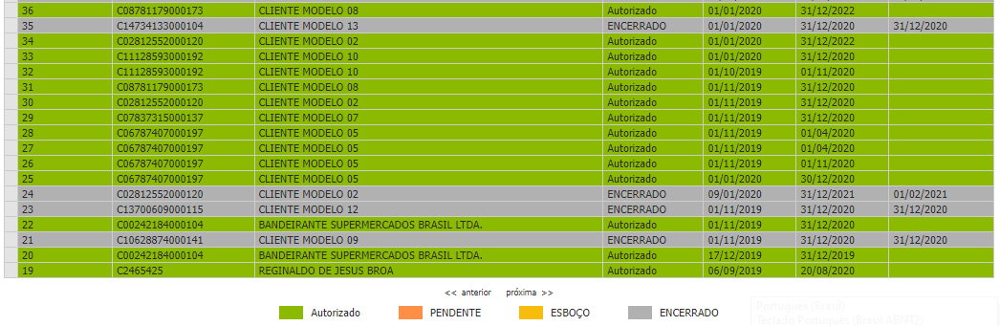 36 C08781179000173 CLIENTE MODELO 08 Autorizado 01/01/2020 31/12/2022
35 C14734133000104 CLIENTE MODELO 13 ENCERRADO 01/01/2020 31/12/2020 31/12/2020
34 C02812552000120 CLIENTE MODELO 02 Autorizado 01/01/2020 31/12/2022
33 C11128593000192 CLIENTE MODELO 10 Autorizado 01/01/2020 31/12/2020
32 C11128593000192 CLIENTE MODELO 10 Autorizado 01/10/2019 01/11/2020
31 C08781179000173 CLIENTE MODELO 08 Autorizado 01/11/2019 31/12/2020
30 C02812552000120 CLIENTE MODELO 02 Autorizado 01/11/2019 31/12/2020
29 C07837315000137 CLIENTE MODELO 07 Autorizado 01/11/2019 31/12/2020
28 C06787407000197 CLIENTE MODELO 05 Autorizado 01/11/2019 01/04/2020
27 C06787407000197 CLIENTE MODELO 05 Autorizado 01/11/2019 01/04/2020
26 C06787407000197 CLIENTE MODELO 05 Autorizado 01/11/2019 01/11/2020
25 C06787407000197 CLIENTE MODELO 05 Autorizado 01/01/2020 30/12/2020
24 C02812552000120 CLIENTE MODELO 02 ENCERRADO 09/01/2020 31/12/2021 01/02/2021
23 C13700609000115 CLIENTE MODELO 12 ENCERRADO 01/11/2019 31/12/2020 31/12/2020
22 C00242184000104 BANDEIRANTE SUPERMERCADOS BRASIL LTDA. Autorizado 01/11/2019 31/12/2020
21 C10628874000141 CLIENTE MODELO 09 ENCERRADO 01/11/2019 31/12/2020 31/12/2020
20 C00242184000104 BANDEIRANTE SUPERMERCADOS BRASIL LTDA. Autorizado 17/12/2019 31/12/2019
19 C2465425 REGINALDO DE JESUS BROA Autorizado 06/09/2019 20/08/2020
<< anterior próxima >>
Autorizado PENDENTE ESBOÇO ENCERRADO
Português (Brasil)
Teclado Português (Brasil ABNT2)